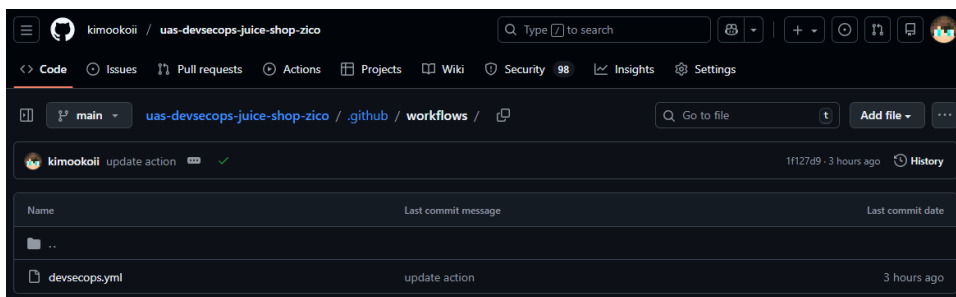 kimookoii / uas-devsecops-juice-shop-zico
Type / to search
<> Code Issues Pull requests Actions Projects Wiki Security 98 Insights Settings
main uas-devsecops-juice-shop-zico / .github / workflows /
Go to file t Add file
kimookoii update action 1f127d9 · 3 hours ago History
Name Last commit message Last commit date
..
devsecops.yml update action 3 hours ago